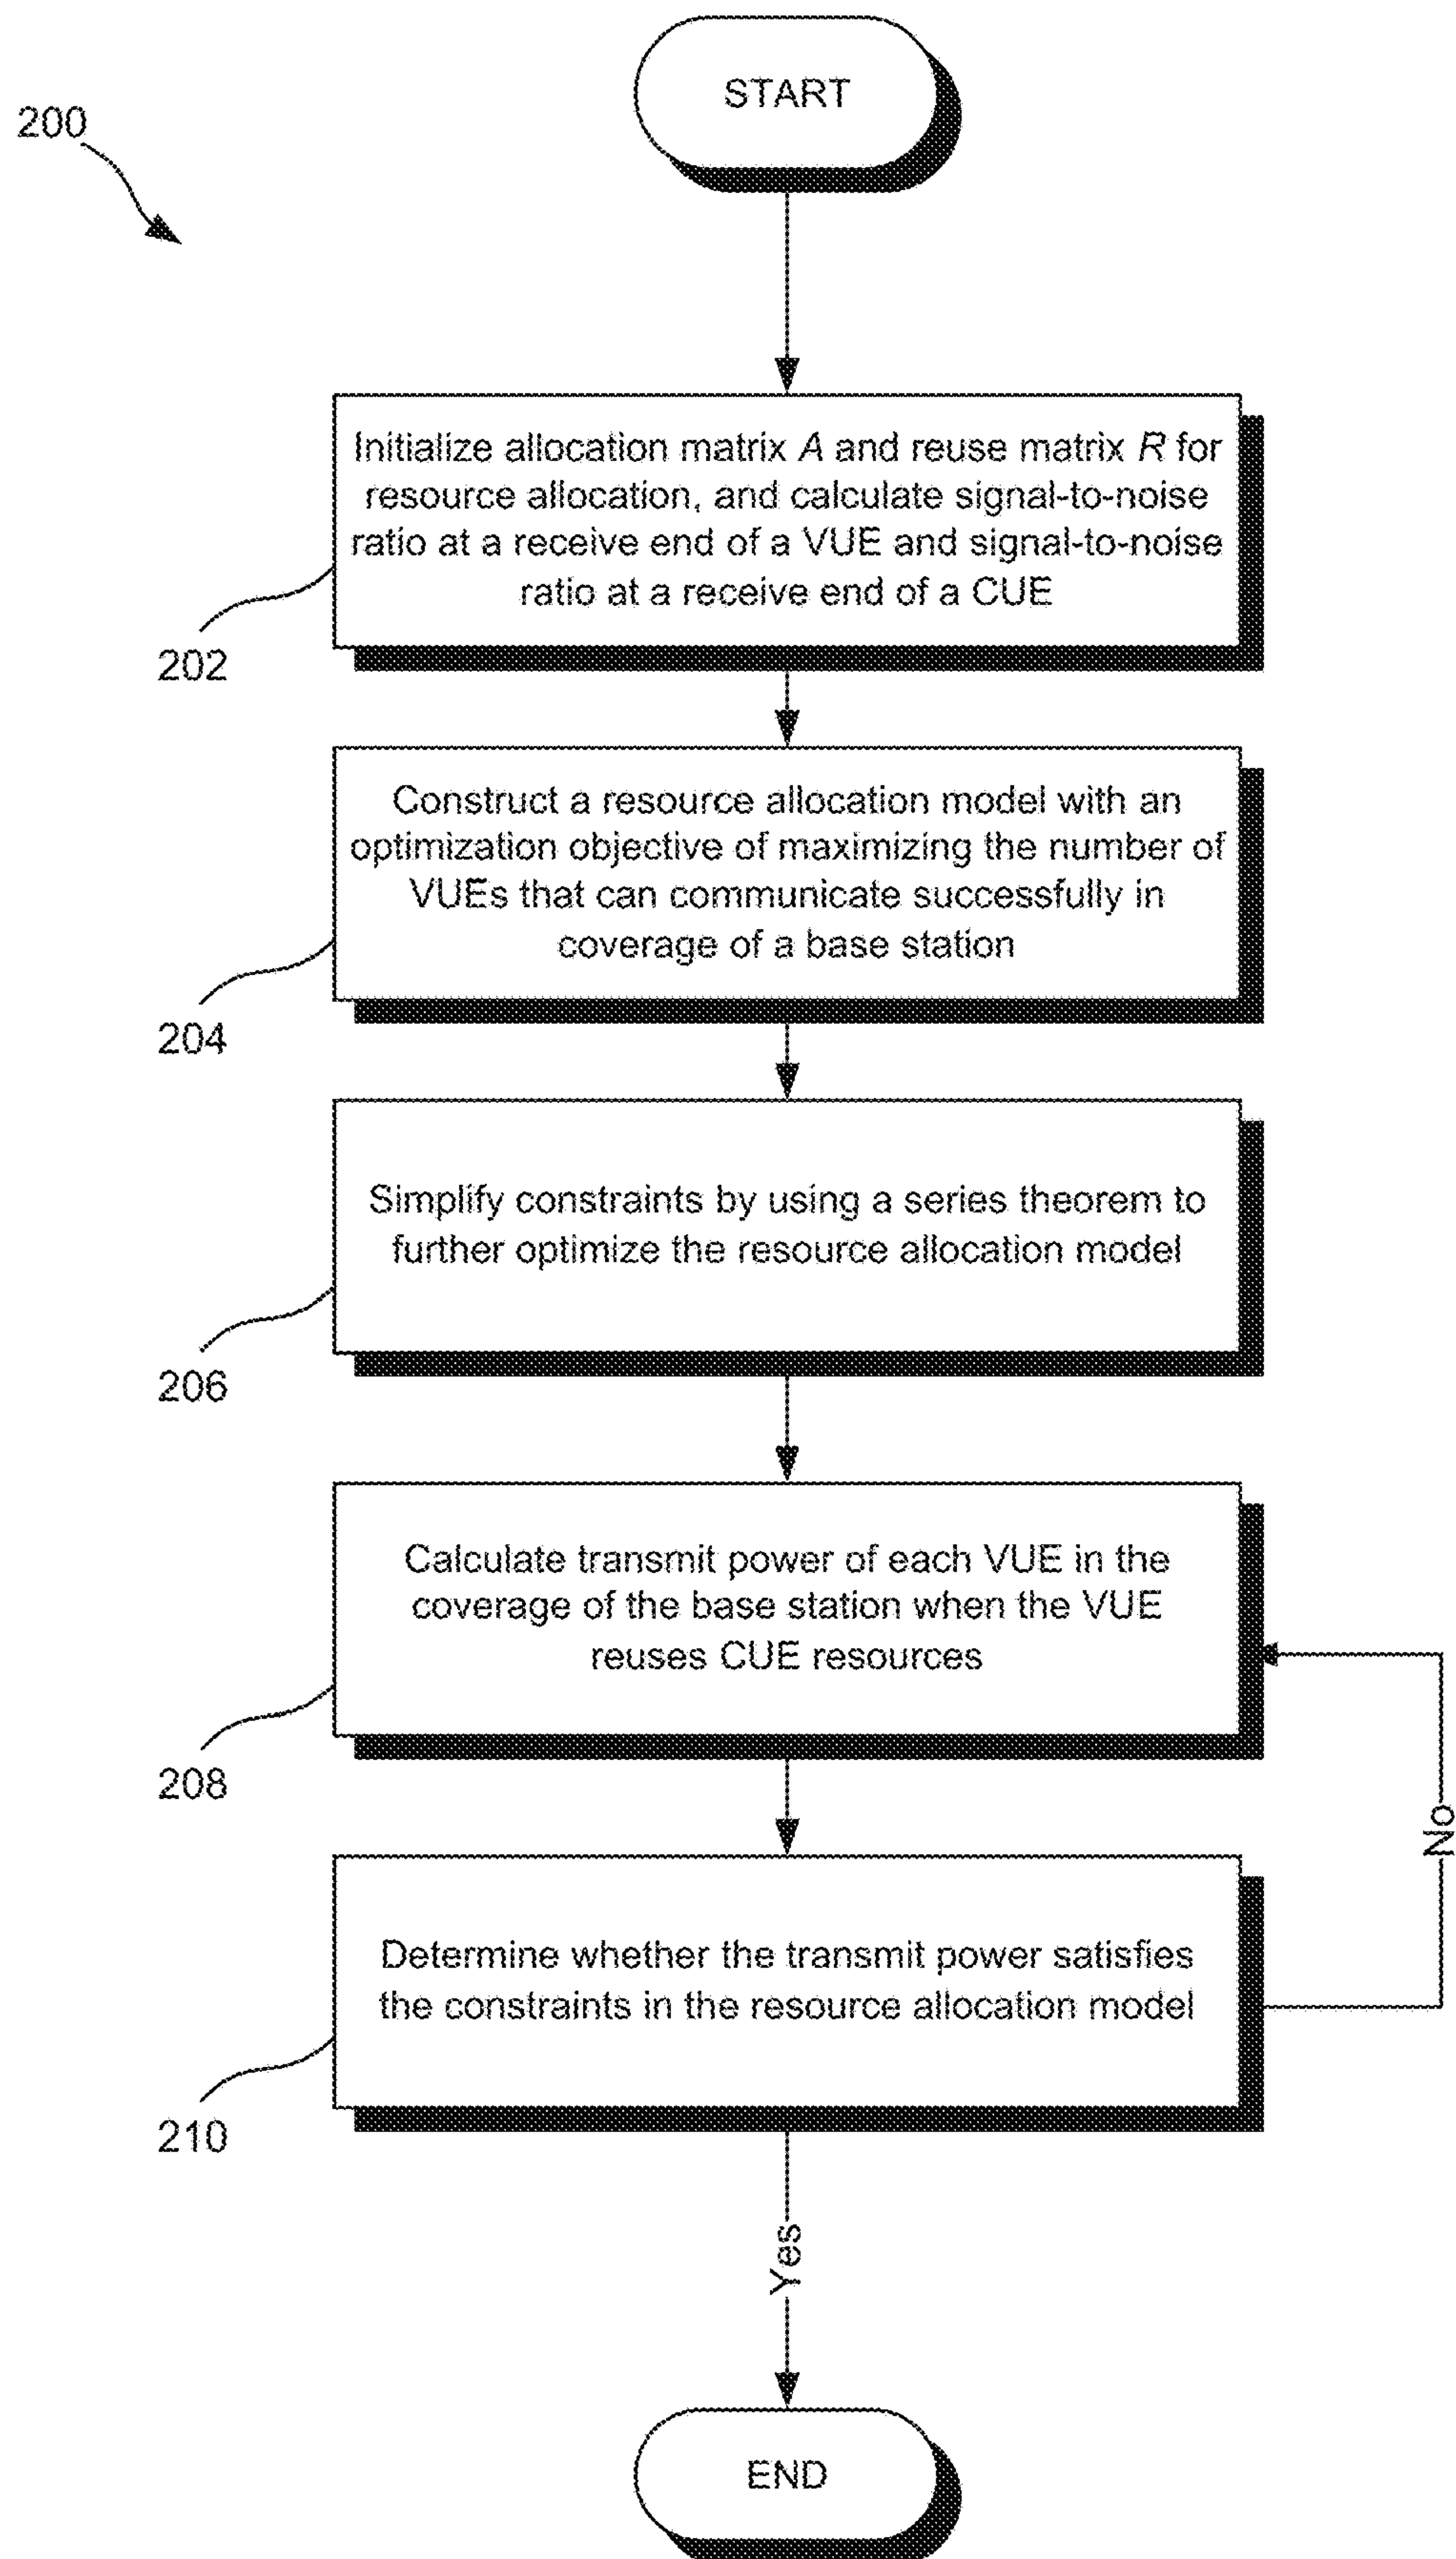 START
200
Initialize allocation matrix A and reuse matrix R for
resource allocation, and calculate signal-to-noise
ratio at a receive end of a VUE and signal-to-noise
ratio at a receive end of a CUE
202
Construct a resource allocation model with an
optimization objective of maximizing the number of
VUEs that can communicate successfully in
coverage of a base station
204
Simplify constraints by using a series theorem to
further optimize the resource allocation model
206
Calculate transmit power of each VUE in the
coverage of the base station when the VUE
reuses CUE resources
208
No
Determine whether the transmit power satisfies
the constraints in the resource allocation model
210
Yes
END